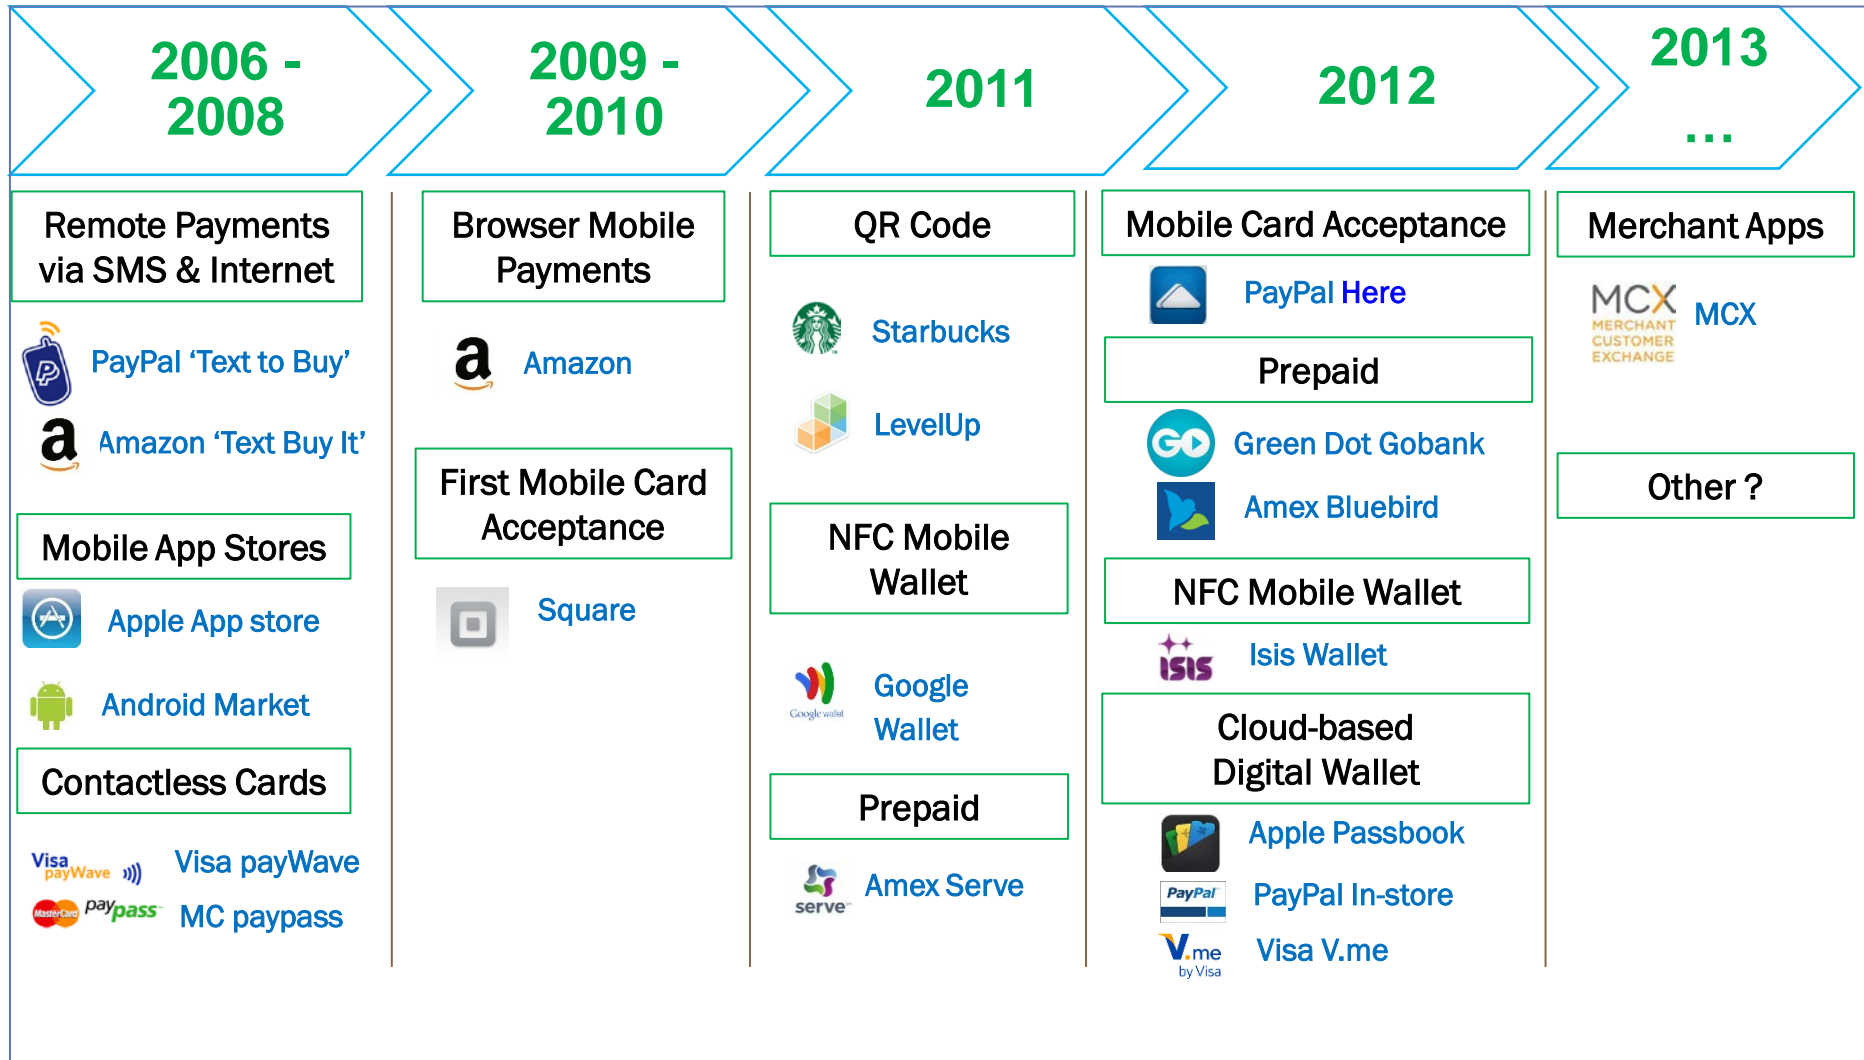 2006 -
2008
2009 -
2010
2011
2012
2013
...
Remote Payments
via SMS & Internet
PayPal ‘Text to Buy’
a Amazon ‘Text Buy It’
Mobile App Stores
Apple App store
Android Market
Contactless Cards
Visa
payWave
Visa payWave
MasterCard paypass
MC paypass
Browser Mobile
Payments
a Amazon
First Mobile Card
Acceptance
Square
QR Code
Starbucks
LevelUp
NFC Mobile
Wallet
Google wallet
Google
Wallet
Prepaid
serve
Amex Serve
Mobile Card Acceptance
PayPal Here
Prepaid
GO
Green Dot Gobank
Amex Bluebird
NFC Mobile Wallet
ISIS
Isis Wallet
Cloud-based
Digital Wallet
Apple Passbook
PayPal
PayPal In-store
V.me
by Visa
Visa V.me
Merchant Apps
MCX
MERCHANT
CUSTOMER
EXCHANGE
MCX
Other ?